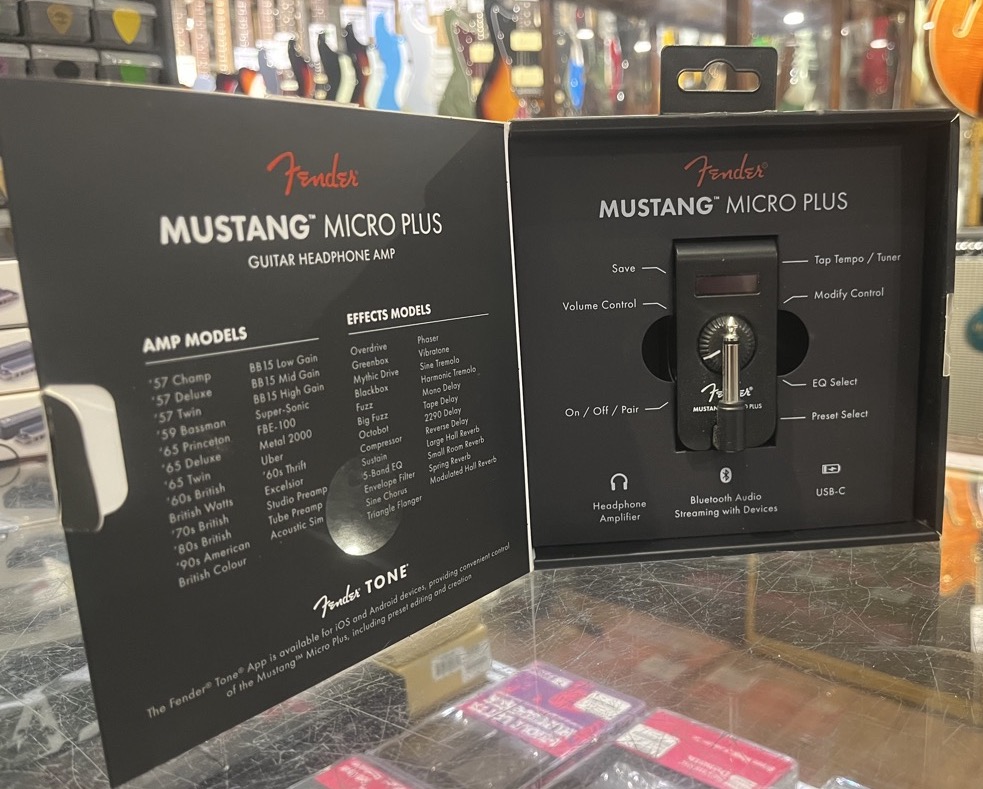 Fender
MUSTANG™ MICRO PLUS
GUITAR HEADPHONE AMP
AMP MODELS
'57 Champ
'57 Deluxe
'57 Twin
'59 Bassman
'65 Princeton
'65 Deluxe
'65 Twin
'60s British
British Watts
'70s British
'80s British
'90s American
British Colour
BB15 Low Gain
BB15 Mid Gain
BB15 High Gain
Super-Sonic
FBE-100
Metal 2000
Uber
'60s Thrift
Excelsior
Studio Preamp
Tube Preamp
Acoustic Sim
EFFECTS MODELS
Overdrive
Greenbox
Mythic Drive
Blackbox
Fuzz
Big Fuzz
Octobot
Compressor
Sustain
5-Band EQ
Envelope Filter
Sine Chorus
Triangle Flanger
Phaser
Vibratone
Sine Tremolo
Harmonic Tremolo
Mono Delay
Tape Delay
2290 Delay
Reverse Delay
Large Hall Reverb
Small Room Reverb
Spring Reverb
Modulated Hall Reverb
Fender TONE®
The Fender® Tone® App is available for iOS and Android devices, providing convenient control
of the Mustang™ Micro Plus, including preset editing and creation
Fender®
MUSTANG™ MICRO PLUS
Save
Tap Tempo / Tuner
Volume Control
Modify Control
EQ Select
On / Off / Pair
Preset Select
Fender
PLUS
Headphone
Amplifier
Bluetooth Audio
Streaming with Devices
USB-C